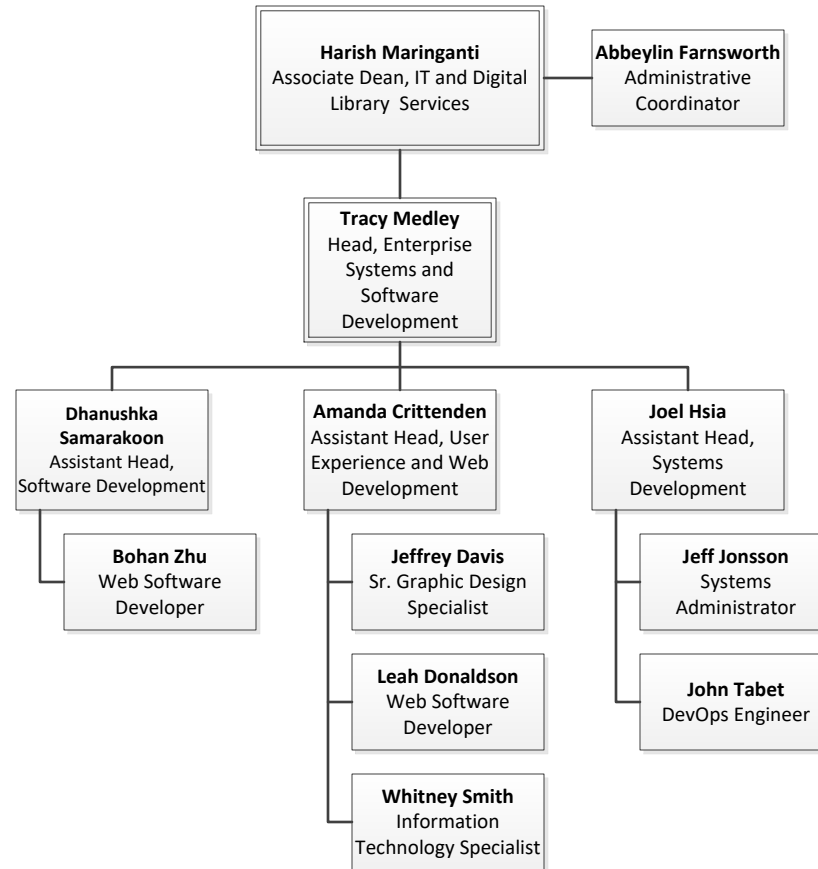 Harish Maringanti
Associate Dean, IT and Digital
Library Services
Abbeylin Farnsworth
Administrative
Coordinator
Tracy Medley
Head, Enterprise
Systems and
Software
Development
Dhanushka
Samarakoon
Assistant Head,
Software Development
Bohan Zhu
Web Software
Developer
Amanda Crittenden
Assistant Head, User
Experience and Web
Development
Jeffrey Davis
Sr. Graphic Design
Specialist
Leah Donaldson
Web Software
Developer
Whitney Smith
Information
Technology Specialist
Joel Hsia
Assistant Head,
Systems
Development
Jeff Jonsson
Systems
Administrator
John Tabet
DevOps Engineer